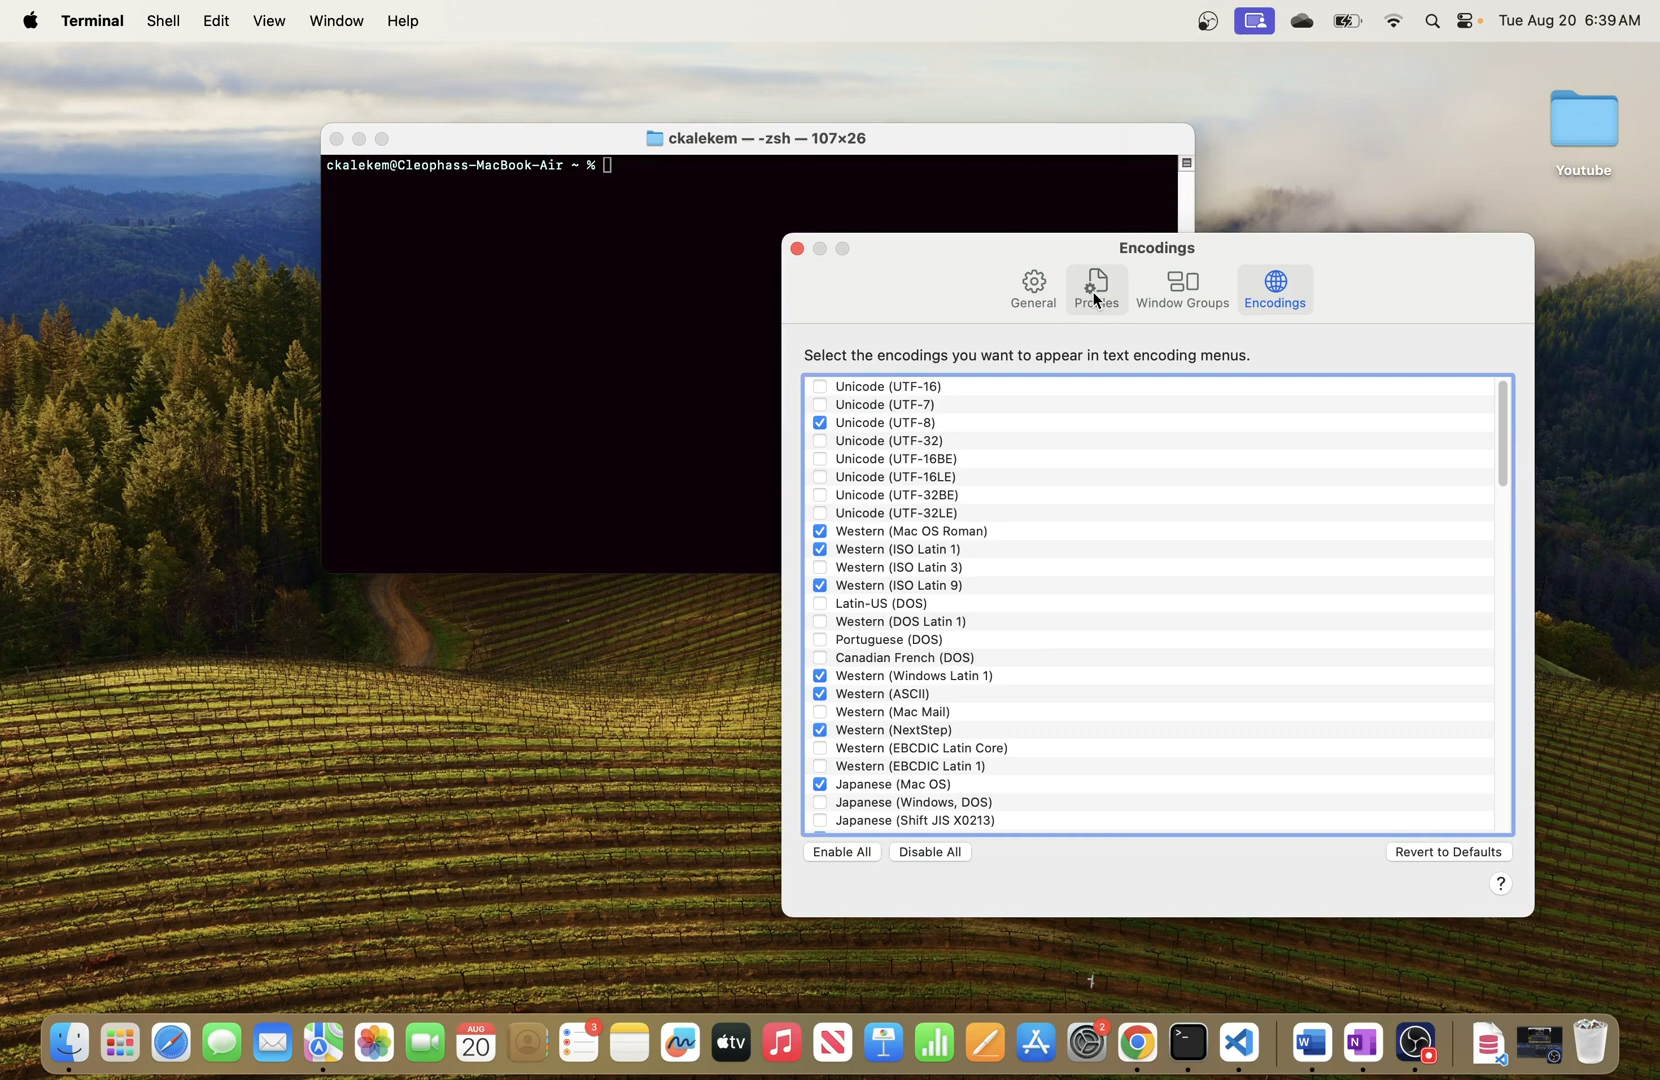 Terminal Shell Edit View Window Help Tue Aug 20 6:39 AM
Youtube
ckalekem — -zsh — 107×26
ckalekem@Cleophass-MacBook-Air ~ %
Encodings
General Profiles Window Groups Encodings
Select the encodings you want to appear in text encoding menus.
Unicode (UTF-16)
Unicode (UTF-7)
Unicode (UTF-8)
Unicode (UTF-32)
Unicode (UTF-16BE)
Unicode (UTF-16LE)
Unicode (UTF-32BE)
Unicode (UTF-32LE)
Western (Mac OS Roman)
Western (ISO Latin 1)
Western (ISO Latin 3)
Western (ISO Latin 9)
Latin-US (DOS)
Western (DOS Latin 1)
Portuguese (DOS)
Canadian French (DOS)
Western (Windows Latin 1)
Western (ASCII)
Western (Mac Mail)
Western (NextStep)
Western (EBCDIC Latin Core)
Western (EBCDIC Latin 1)
Japanese (Mac OS)
Japanese (Windows, DOS)
Japanese (Shift JIS X0213)
Enable All Disable All Revert to Defaults
?
AUG
20
3
tv
2
>_
W
N